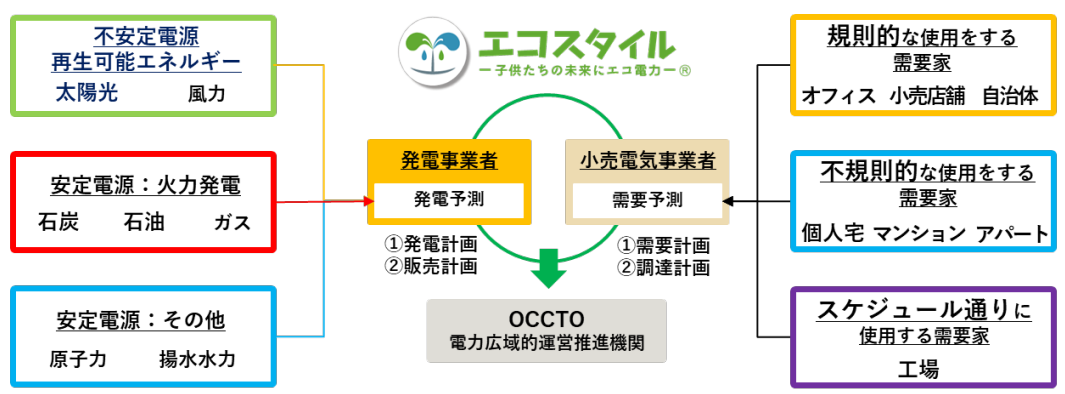 不安定電源
再生可能エネルギー
太陽光 風力
安定電源：火力発電
石炭 石油 ガス
安定電源：その他
原子力 揚水水力
エコスタイル
ー子供たちの未来にエコ電力ー®
発電事業者
発電予測
①発電計画
②販売計画
小売電気事業者
需要予測
①需要計画
②調達計画
OCCTO
電力広域的運営推進機関
規則的な使用をする
需要家
オフィス 小売店舗 自治体
不規則的な使用をする
需要家
個人宅 マンション アパート
スケジュール通りに
使用する需要家
工場